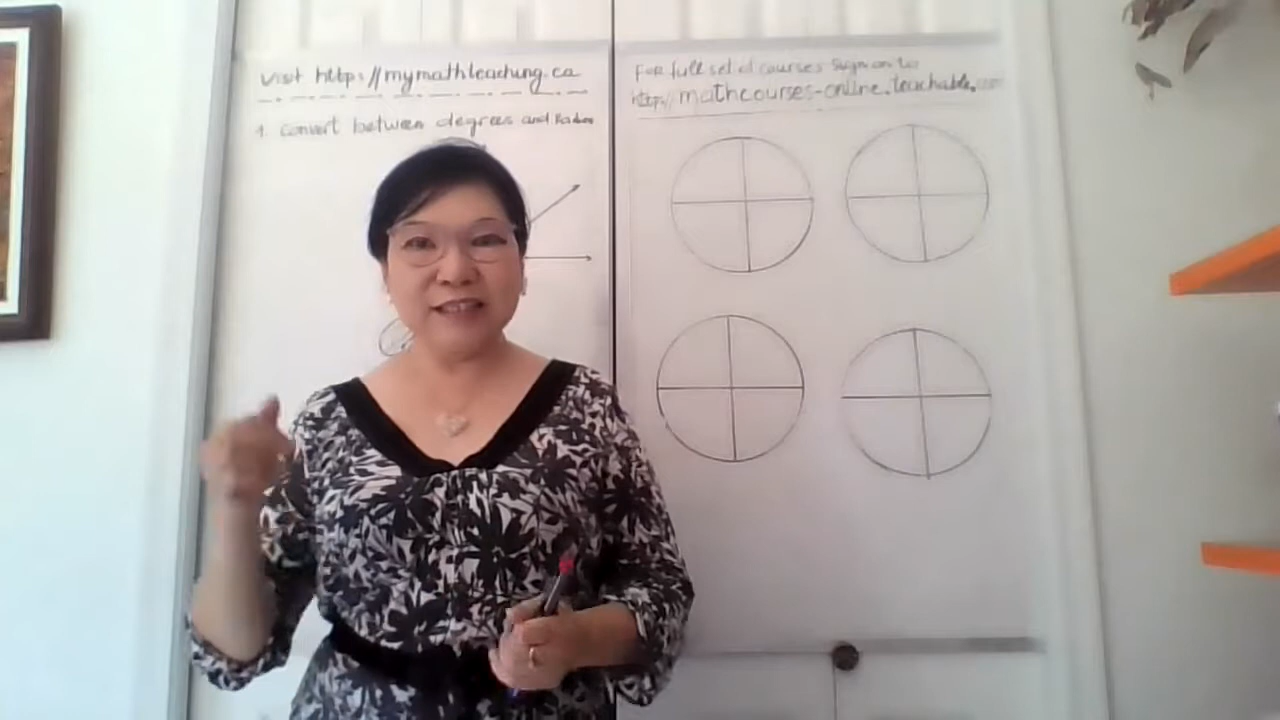 Visit http://mymathteaching.ca
1. Convert between degrees and Radian
For full set of courses sign on to
http://mathcourses-online.teachable.com